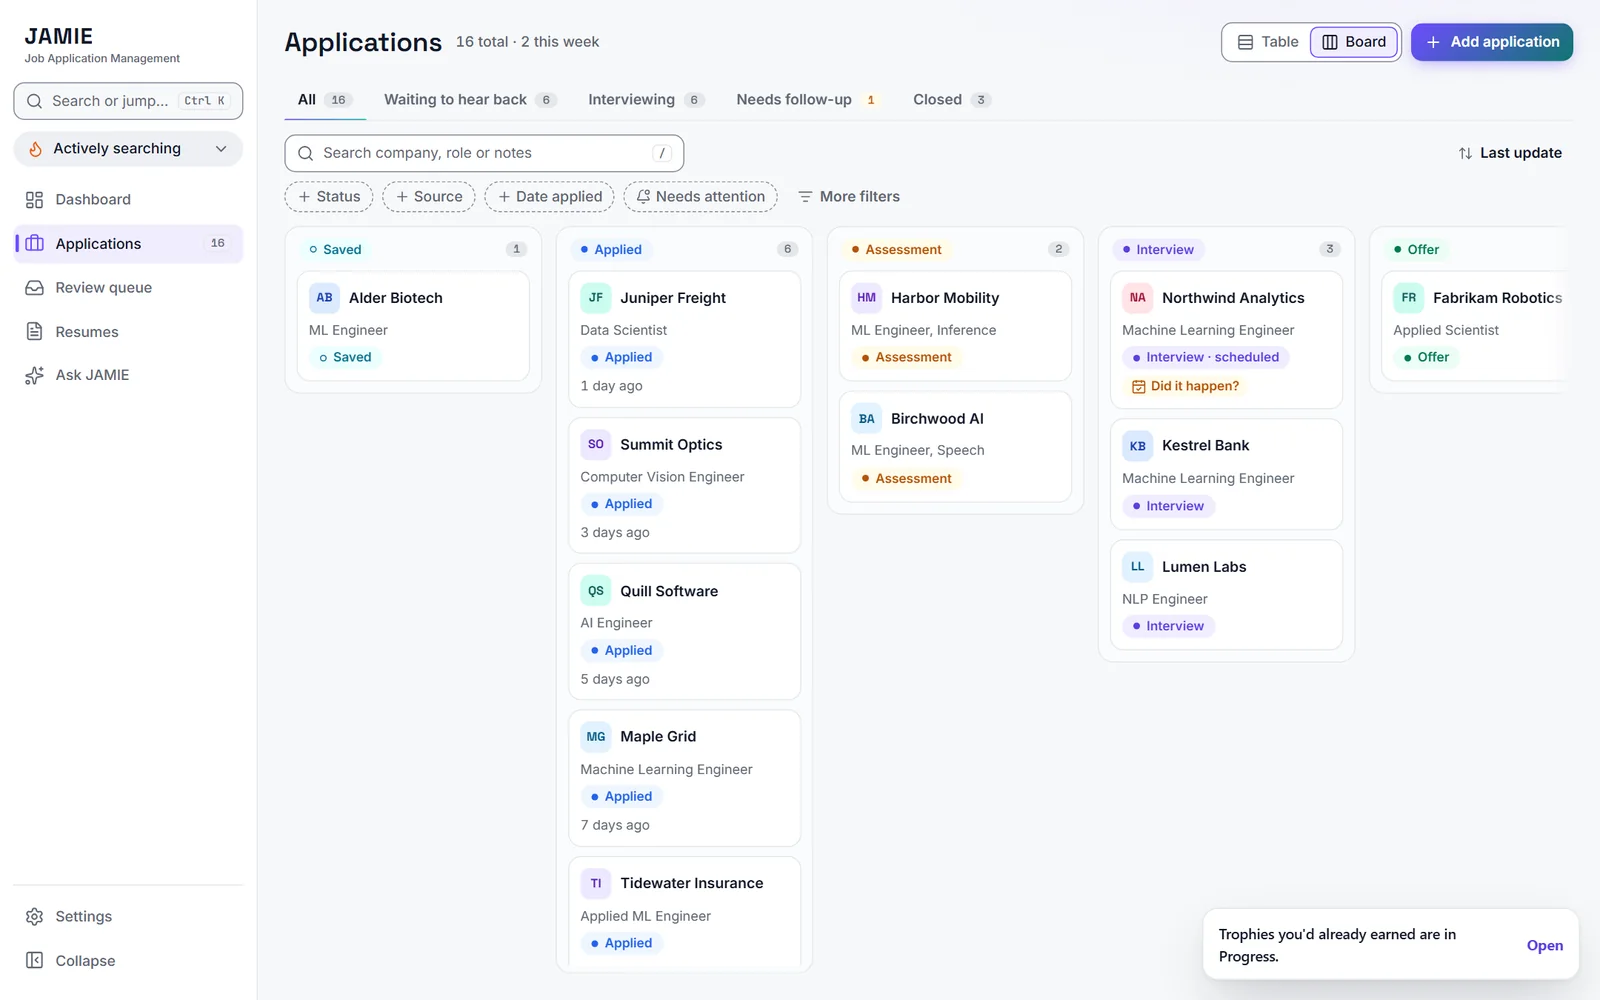 JAMIE
Job Application Management
Search or jump... Ctrl K
Actively searching
Dashboard
Applications 16
Review queue
Resumes
Ask JAMIE
Settings
Collapse
Applications 16 total · 2 this week
Table Board + Add application
All 16 Waiting to hear back 6 Interviewing 6 Needs follow-up 1 Closed 3
Search company, role or notes /
Last update
+ Status + Source + Date applied Needs attention More filters
Saved 1
AB Alder Biotech
ML Engineer
Saved
Applied 6
JF Juniper Freight
Data Scientist
Applied
1 day ago
SO Summit Optics
Computer Vision Engineer
Applied
3 days ago
QS Quill Software
AI Engineer
Applied
5 days ago
MG Maple Grid
Machine Learning Engineer
Applied
7 days ago
TI Tidewater Insurance
Applied ML Engineer
Applied
Assessment 2
HM Harbor Mobility
ML Engineer, Inference
Assessment
BA Birchwood AI
ML Engineer, Speech
Assessment
Interview 3
NA Northwind Analytics
Machine Learning Engineer
Interview · scheduled
Did it happen?
KB Kestrel Bank
Machine Learning Engineer
Interview
LL Lumen Labs
NLP Engineer
Interview
Offer
FR Fabrikam Robotics
Applied Scientist
Offer
Trophies you'd already earned are in
Progress.
Open